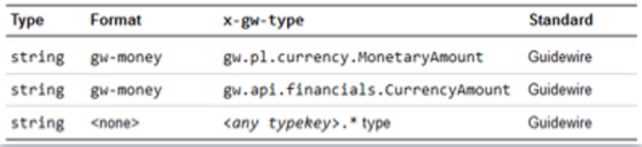 Type Format x-gw-type Standard
string gw-money gw.pl.currency.MonetaryAmount Guidewire
string gw-money gw.api.financials.CurrencyAmount Guidewire
string <none> <any typekey>.* type Guidewire